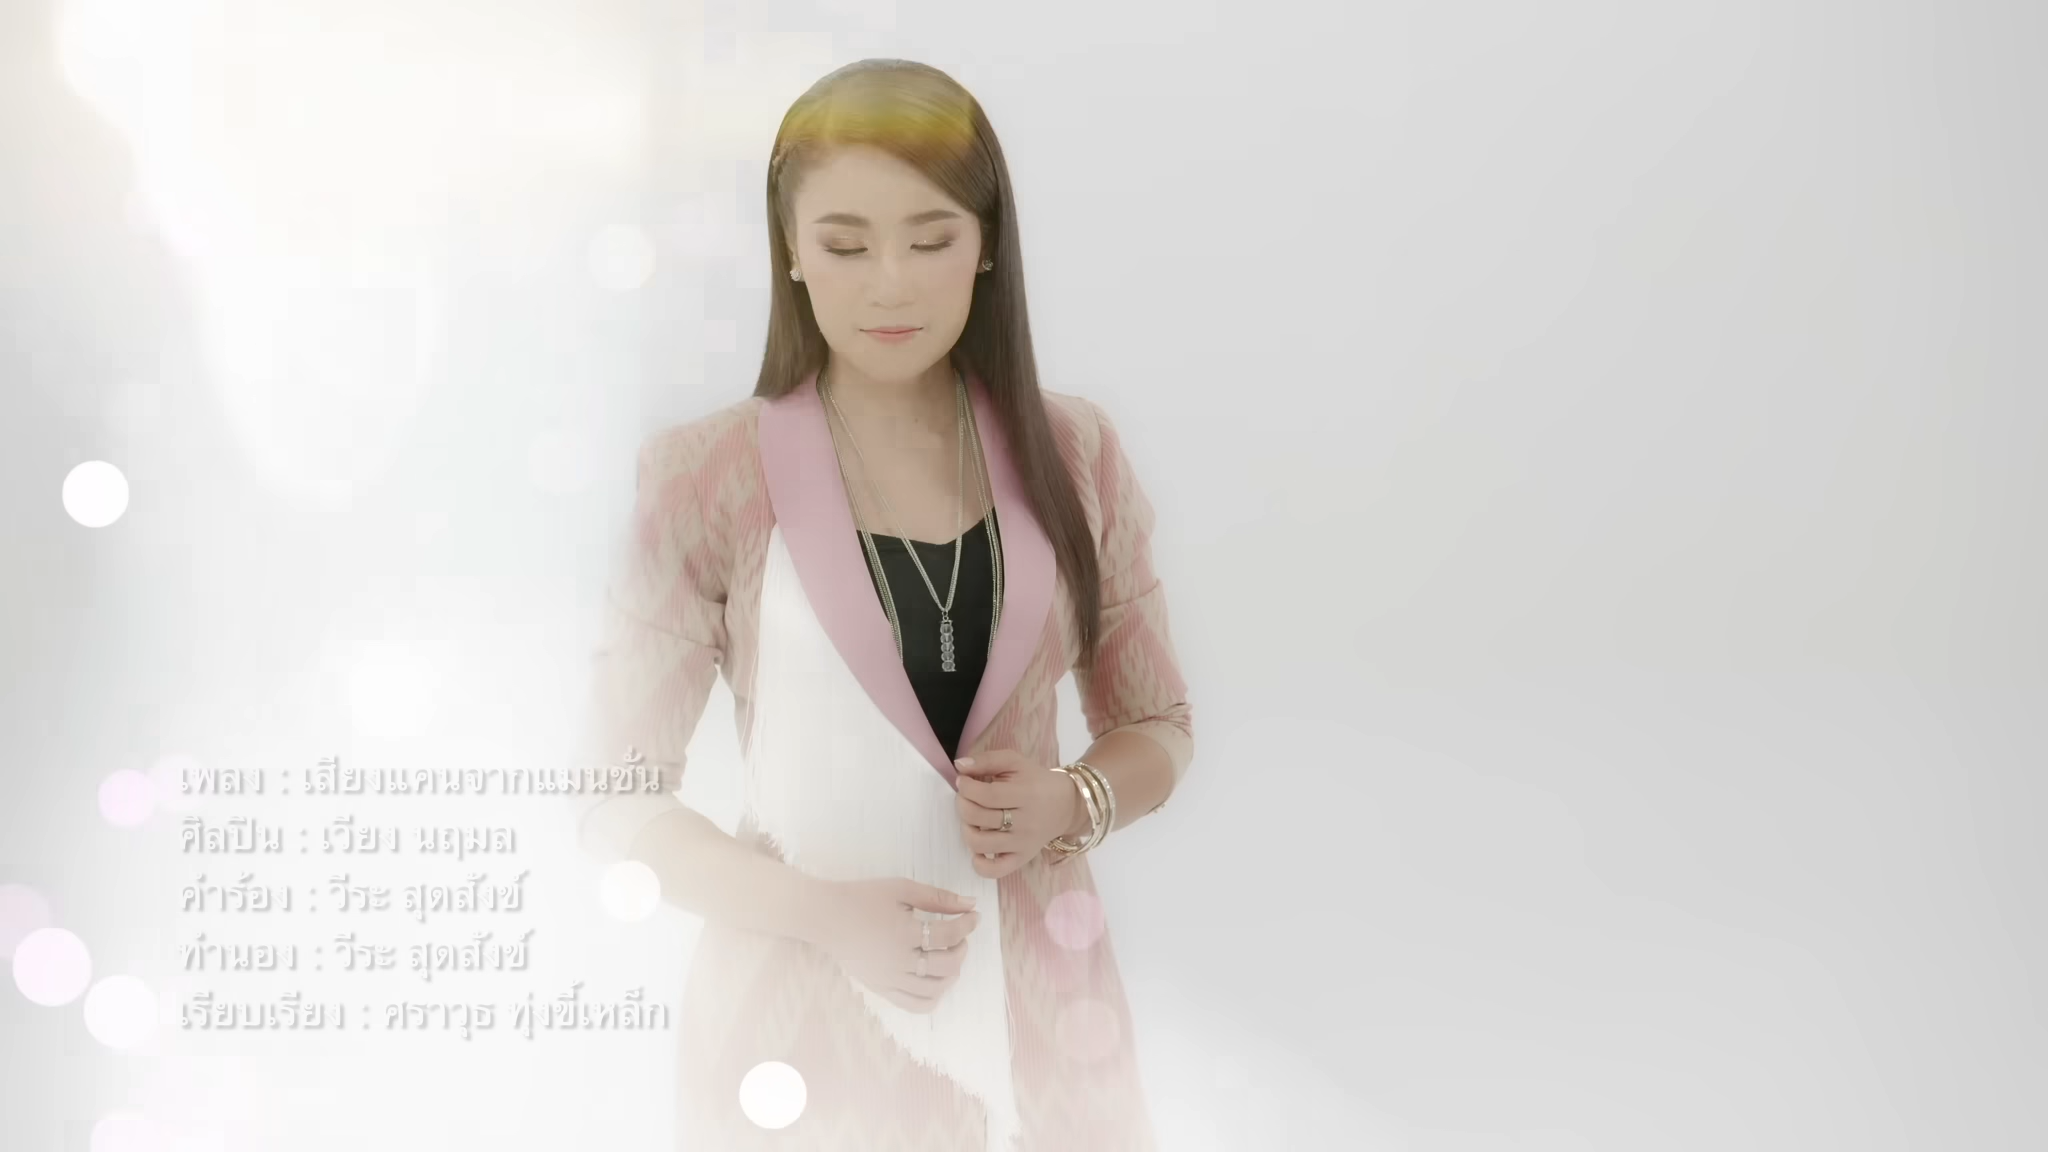 เพลง : เสียงแคนจากแมนชั่น
ศิลปิน : เวียง นฤมล
คำร้อง : วีระ สุดสังข์
ทำนอง : วีระ สุดสังข์
เรียบเรียง : ศราวุธ ทุ่งขี้เหล็ก